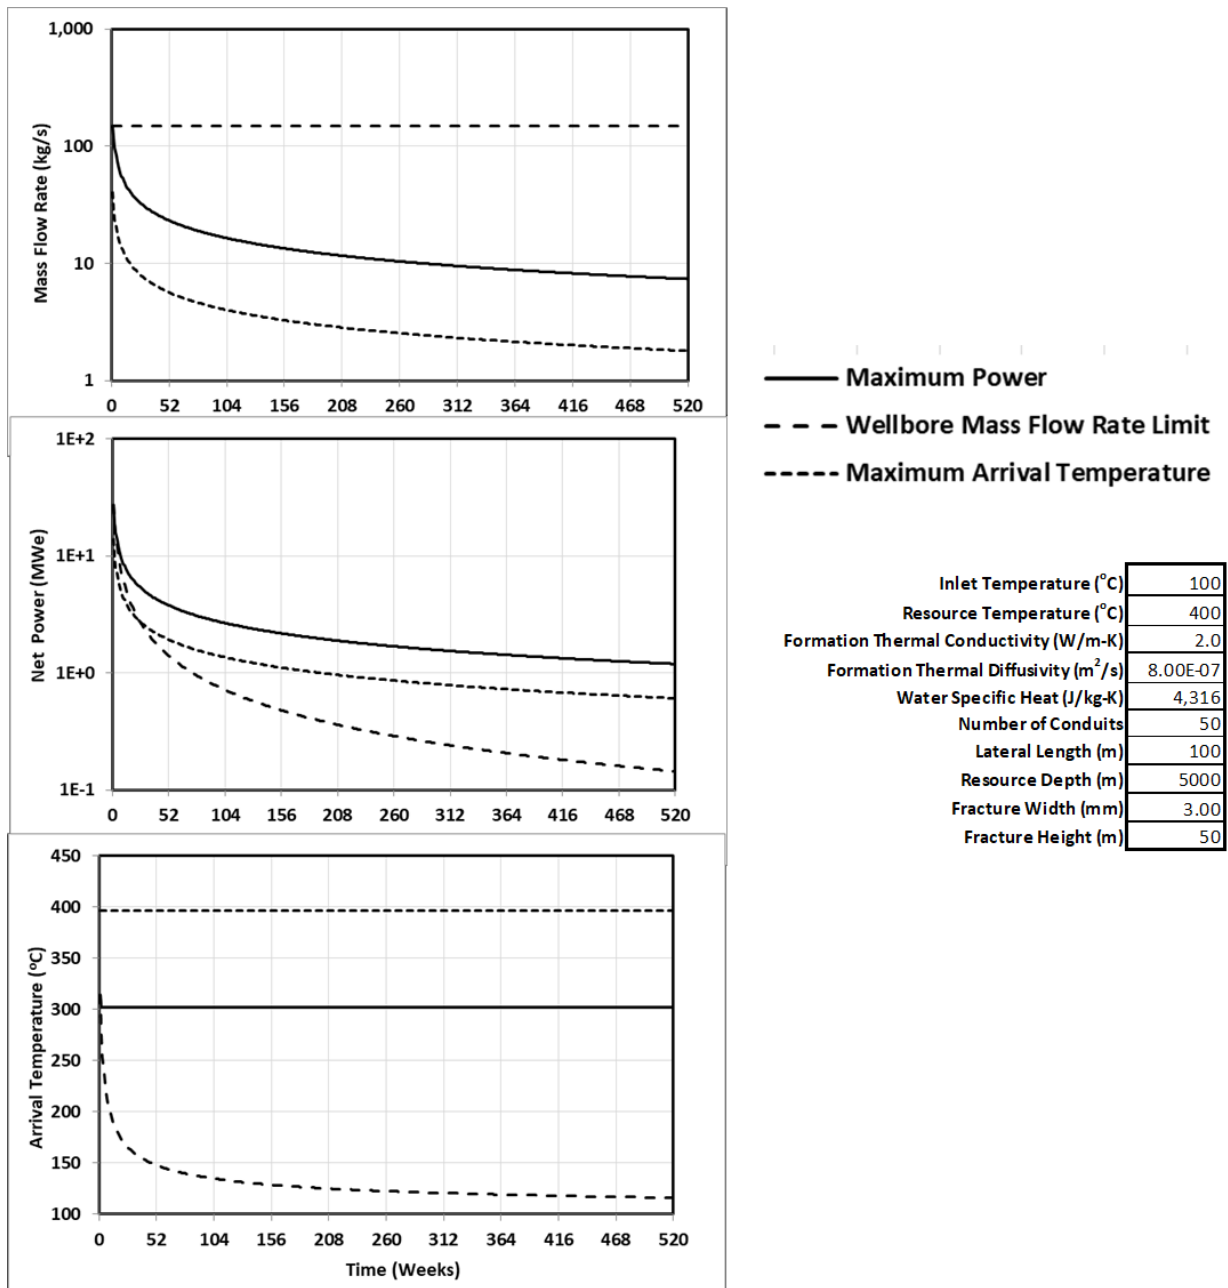 1,000
100
10
1
Mass Flow Rate (kg/s)
0 52 104 156 208 260 312 364 416 468 520
1E+2
1E+1
1E+0
1E-1
Net Power (MWe)
0 52 104 156 208 260 312 364 416 468 520
450
400
350
300
250
200
150
100
Arrival Temperature (°C)
0 52 104 156 208 260 312 364 416 468 520
Time (Weeks)
Maximum Power
Wellbore Mass Flow Rate Limit
Maximum Arrival Temperature
Inlet Temperature (°C) 100
Resource Temperature (°C) 400
Formation Thermal Conductivity (W/m-K) 2.0
Formation Thermal Diffusivity (m²/s) 8.00E-07
Water Specific Heat (J/kg-K) 4,316
Number of Conduits 50
Lateral Length (m) 100
Resource Depth (m) 5000
Fracture Width (mm) 3.00
Fracture Height (m) 50